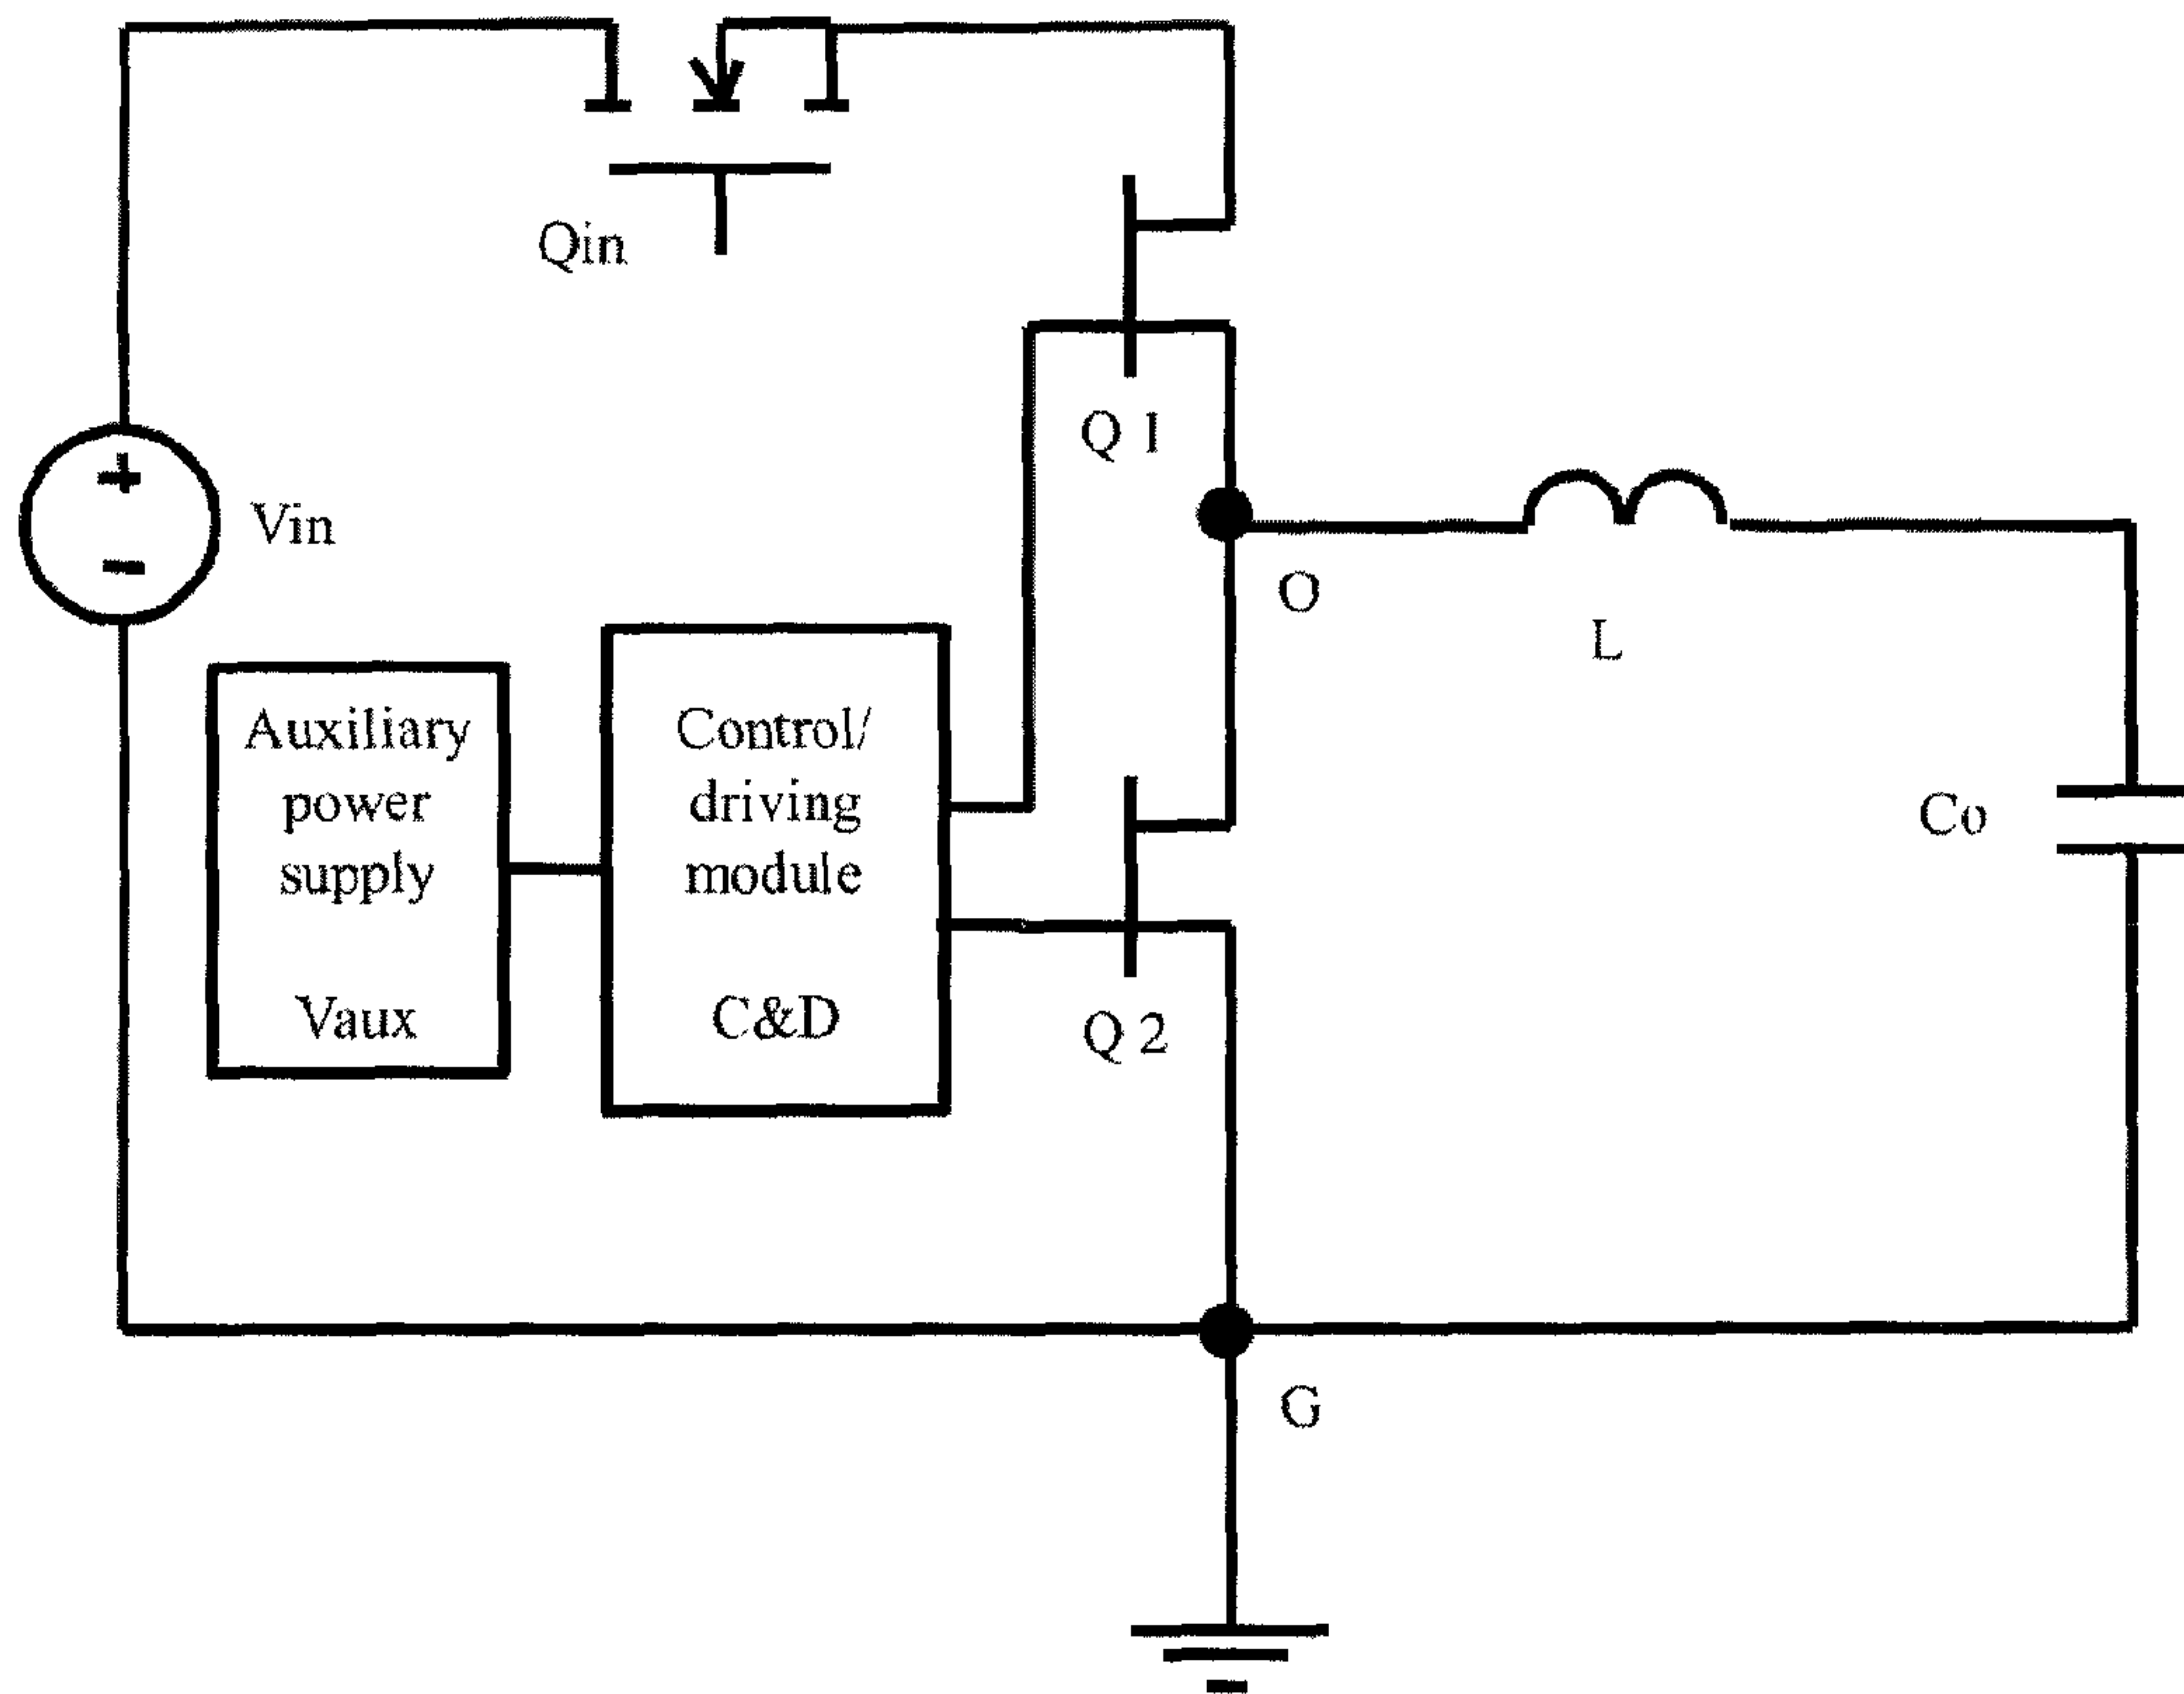 Qin
Q 1
Vin
O
L
Auxiliary
power
supply
Vaux
Control/
driving
module
C&D
Co
Q 2
G